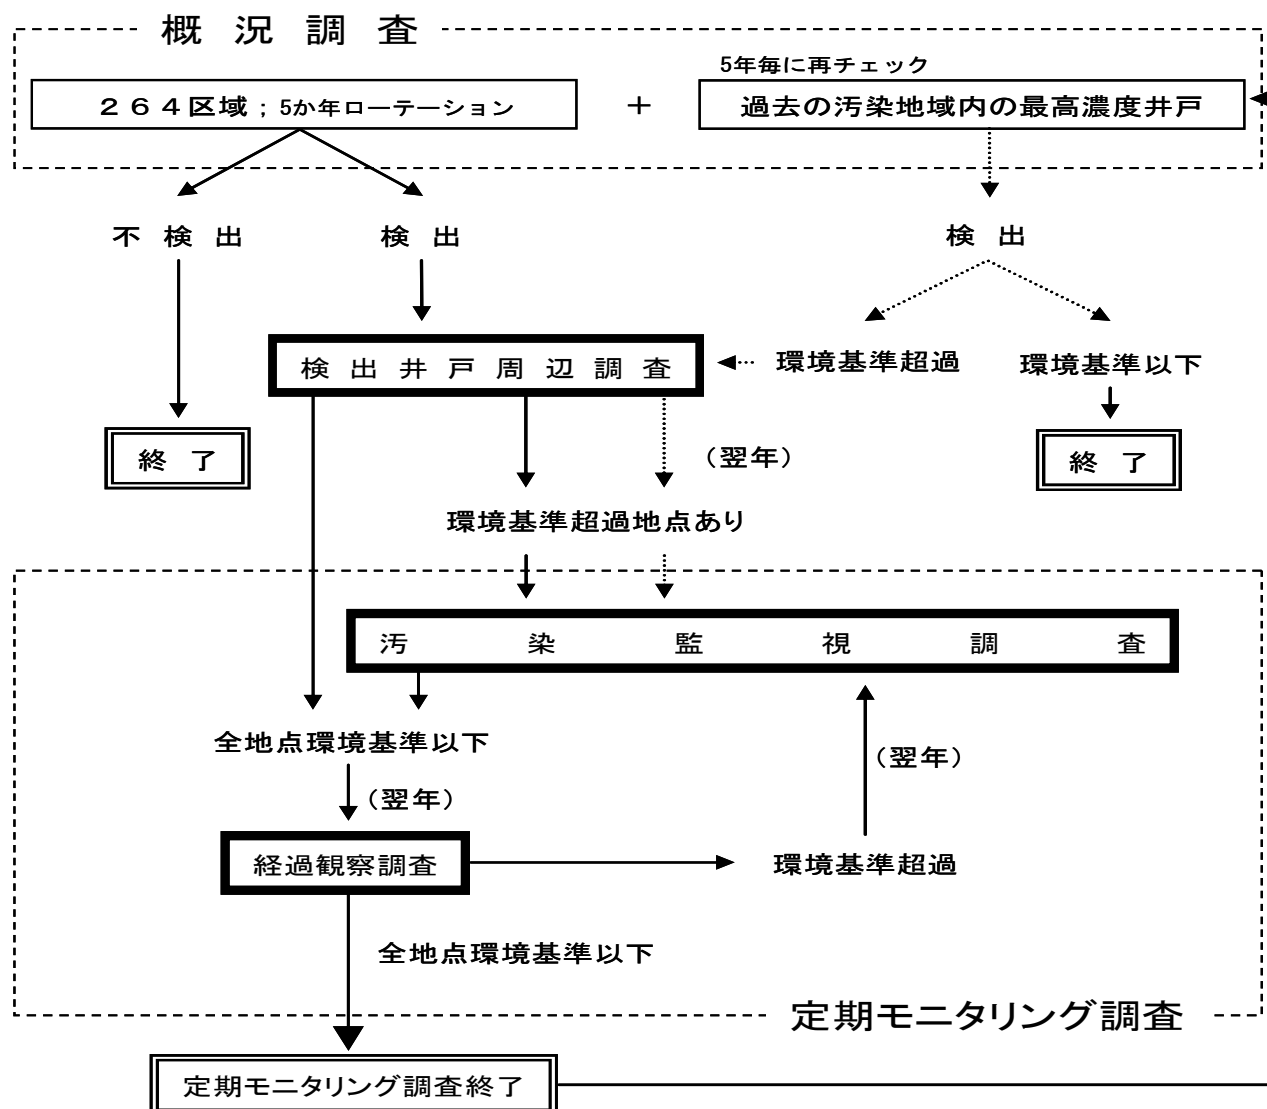 概況調査
5年毎に再チェック
２６４区域；5か年ローテーション
＋
過去の汚染地域内の最高濃度井戸
不検出
検出
検出
検出井戸周辺調査
環境基準超過
環境基準以下
終了
（翌年）
終了
環境基準超過地点あり
汚染監視調査
全地点環境基準以下
（翌年）
（翌年）
経過観察調査
環境基準超過
全地点環境基準以下
定期モニタリング調査
定期モニタリング調査終了